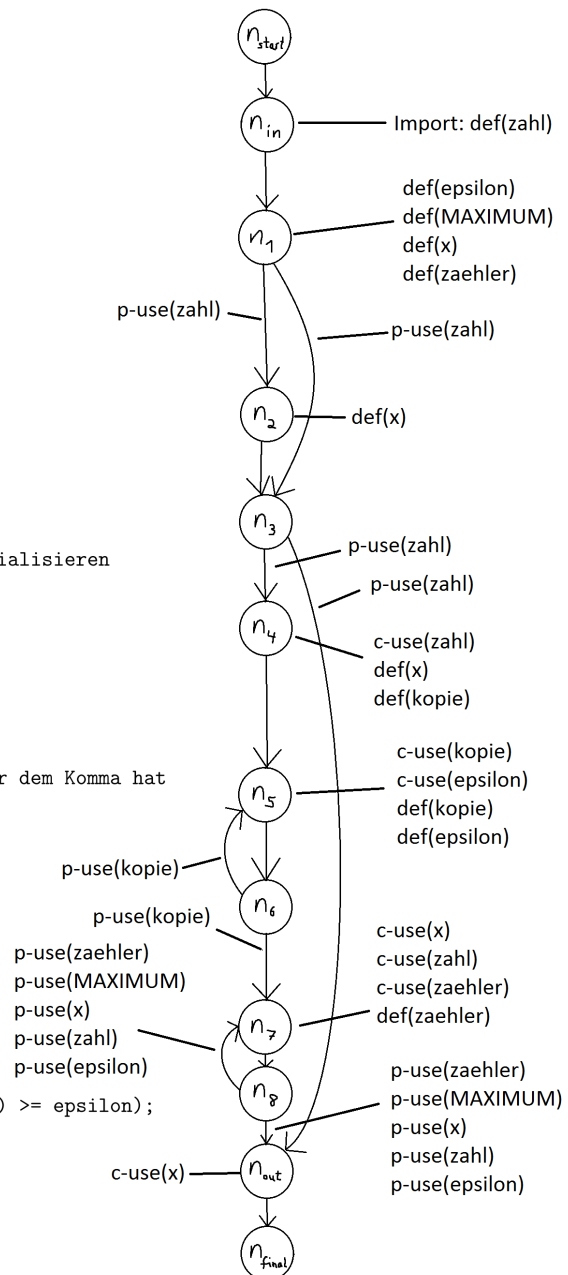 n_start
n_in
Import: def(zahl)
n_1
def(epsilon)
def(MAXIMUM)
def(x)
def(zaehler)
p-use(zahl)
p-use(zahl)
n_2
def(x)
n_3
ialisieren
p-use(zahl)
p-use(zahl)
n_4
c-use(zahl)
def(x)
def(kopie)
r dem Komma hat
n_5
c-use(kopie)
c-use(epsilon)
def(kopie)
def(epsilon)
p-use(kopie)
n_6
p-use(kopie)
p-use(zaehler)
p-use(MAXIMUM)
p-use(x)
p-use(zahl)
p-use(epsilon)
c-use(x)
c-use(zahl)
c-use(zaehler)
def(zaehler)
n_7
n_8
) >= epsilon);
p-use(zaehler)
p-use(MAXIMUM)
p-use(x)
p-use(zahl)
p-use(epsilon)
c-use(x)
n_out
n_final